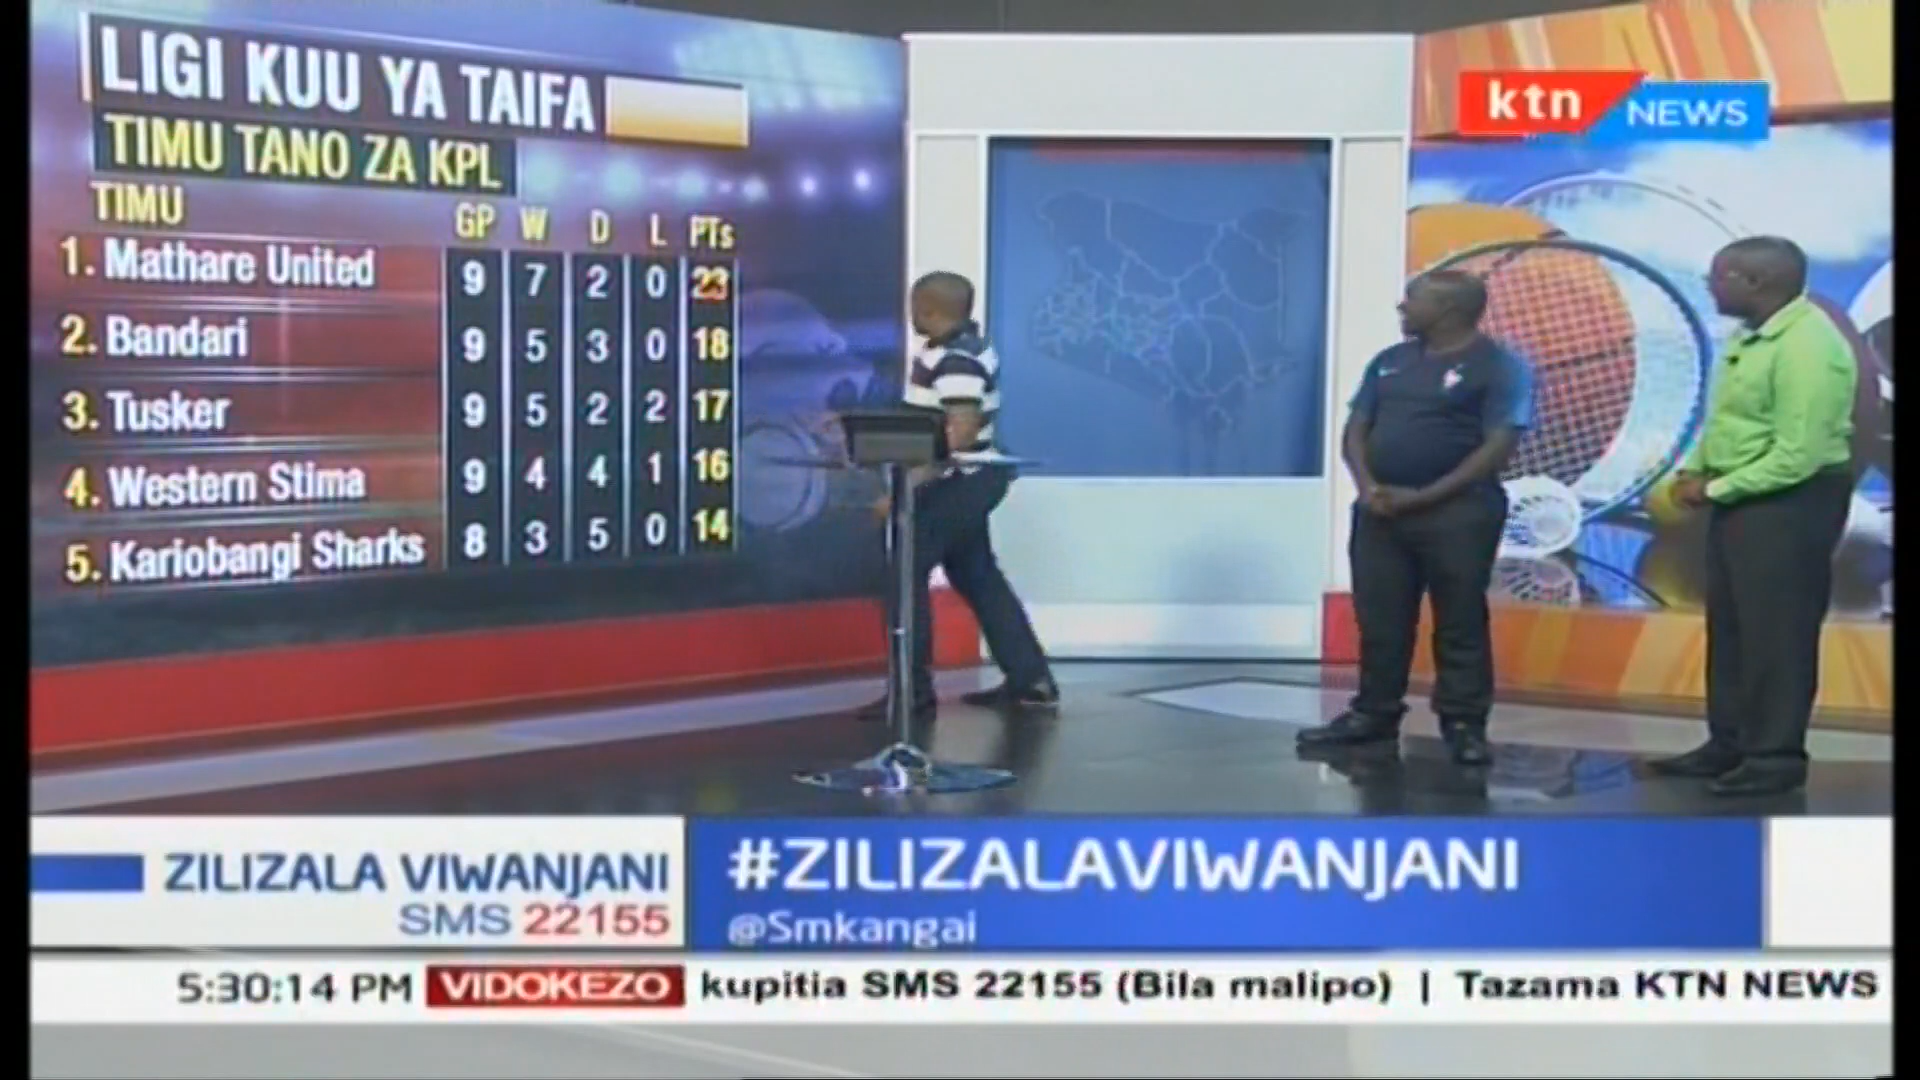 LIGI KUU YA TAIFA
TIMU TANO ZA KPL
TIMU GP W D L PTs
1. Mathare United 9 7 2 0 23
2. Bandari 9 5 3 0 18
3. Tusker 9 5 2 2 17
4. Western Stima 9 4 4 1 16
5. Kariobangi Sharks 8 3 5 0 14
ktn NEWS
ZILIZALA VIWANJANI
SMS 22155
#ZILIZALAVIWANJANI
@Smkangai
5:30:14 PM VIDOKEZO kupitia SMS 22155 (Bila malipo) | Tazama KTN NEWS